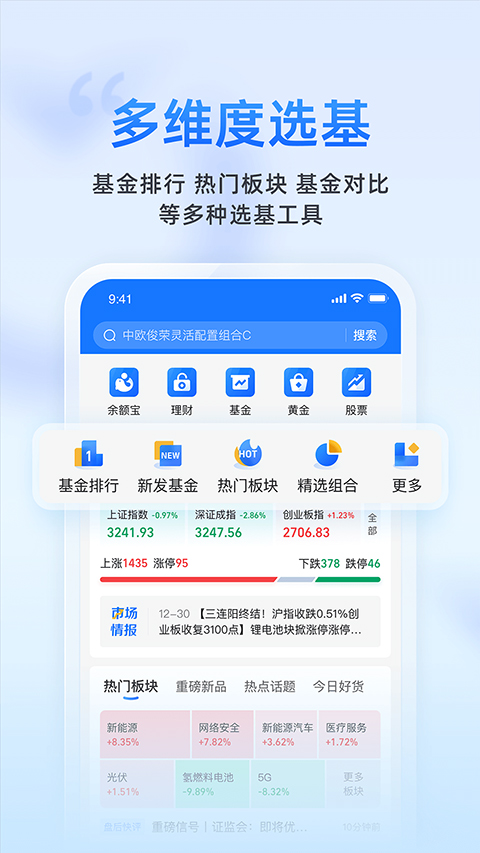 多维度选基
基金排行 热门板块 基金对比
等多种选基工具
9:41
中欧俊荣灵活配置组合C 搜索
余额宝 理财 基金 黄金 股票
1 NEW HOT
基金排行 新发基金 热门板块 精选组合 更多
上证指数 -0.97% 深证成指 -2.86% 创业板指 +1.23% 全部
3241.93 3247.56 2706.83
上涨1435 涨停95 下跌378 跌停46
市场 12-30 【三连阳终结！沪指收跌0.51%创
情报 业板收复3100点】锂电池块掀涨停涨停...
热门板块 重磅新品 热点话题 今日好货
新能源 网络安全 新能源汽车 医疗服务
+8.35% +7.82% +3.62% +1.72%
光伏 氢燃料电池 5G 更多
+1.51% -9.89% -8.32% 板块
盘后快评 重磅信号丨证监会：即将优... 10分钟前